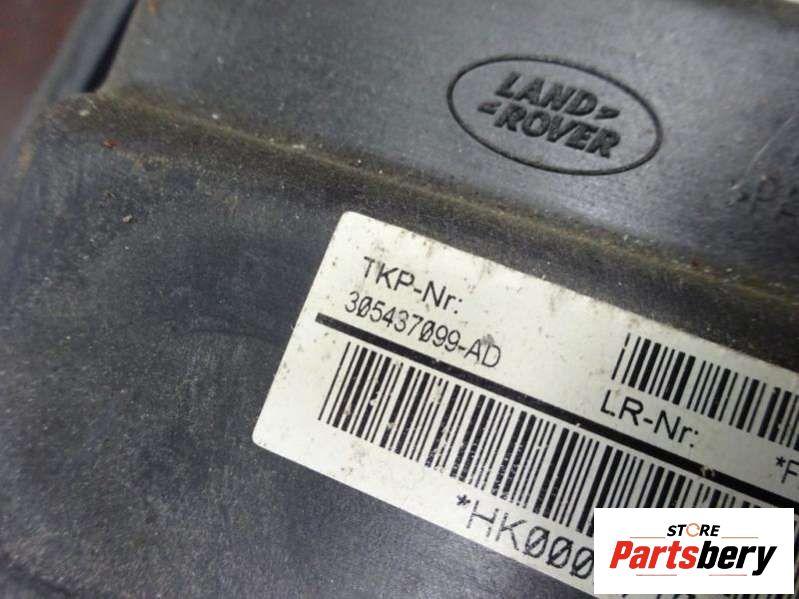 LAND
ROVER
TKP-Nr:
305437099-AD
LR-Nr:
*F
*HK000
STORE
Partsbery